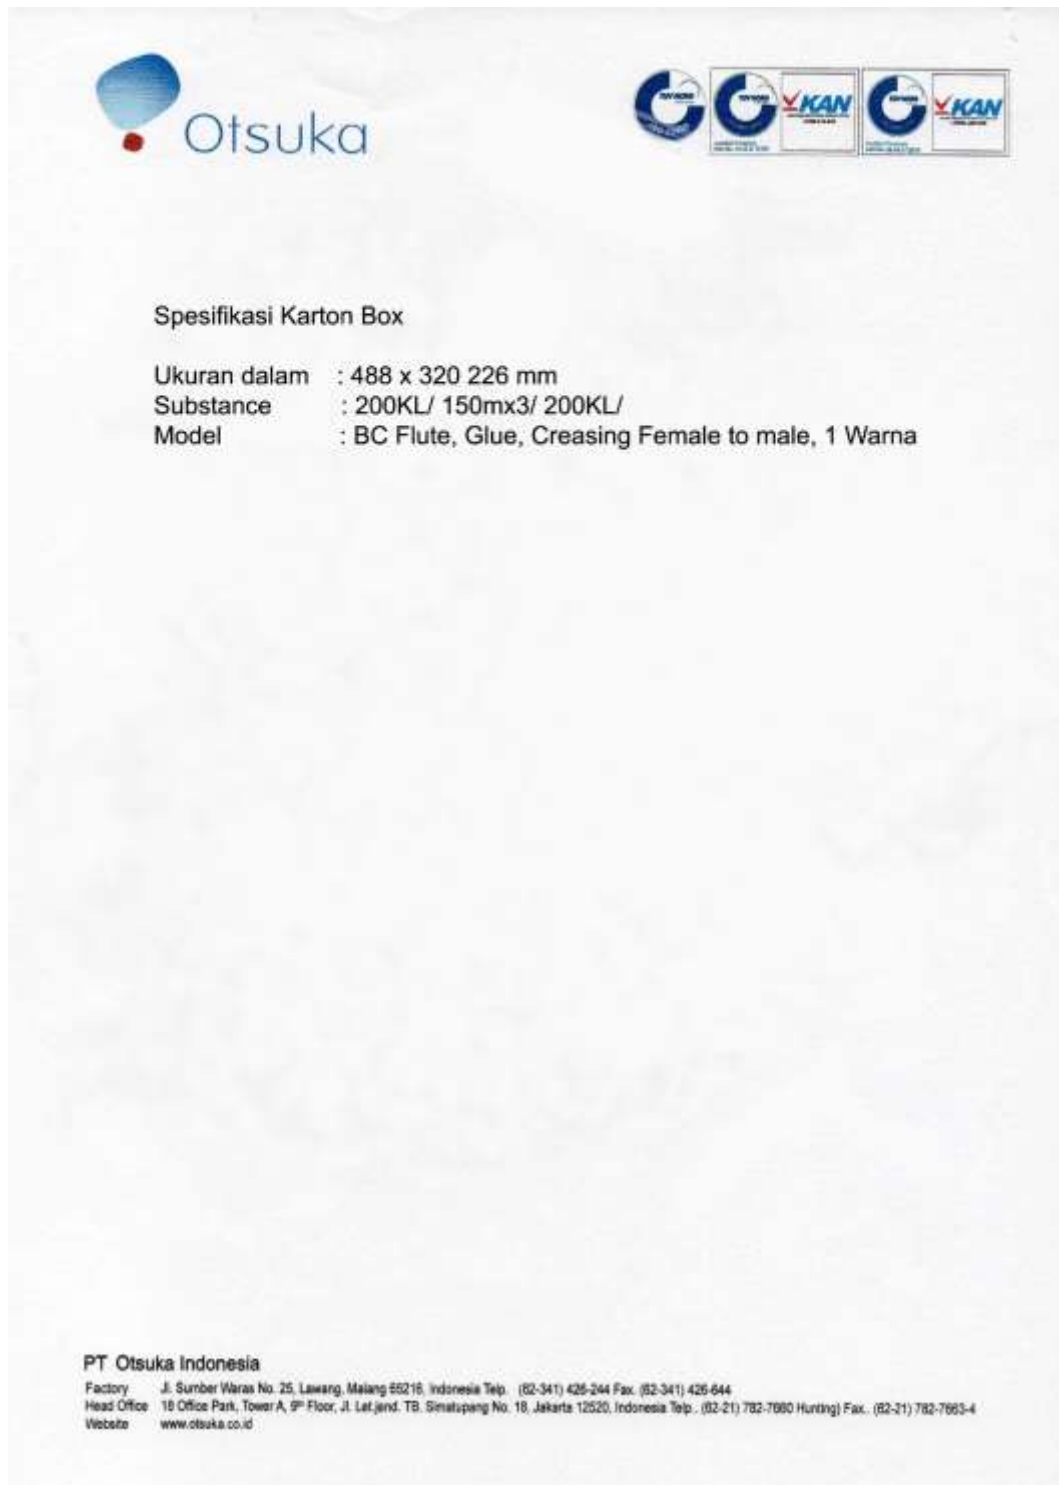 Otsuka
KAN
KAN
Spesifikasi Karton Box
Ukuran dalam : 488 x 320 226 mm
Substance : 200KL/ 150mx3/ 200KL/
Model : BC Flute, Glue, Creasing Female to male, 1 Warna
PT Otsuka Indonesia
Factory Jl. Sumber Waras No. 25, Lawang, Malang 65216, Indonesia Telp. (62-341) 426-244 Fax. (62-341) 426-644
Head Office 18 Office Park, Tower A, 9th Floor, Jl. Let.jend. TB. Simatupang No. 18, Jakarta 12520, Indonesia Telp.. (62-21) 782-7660 Hunting) Fax.. (62-21) 782-7663-4
Website www.otsuka.co.id